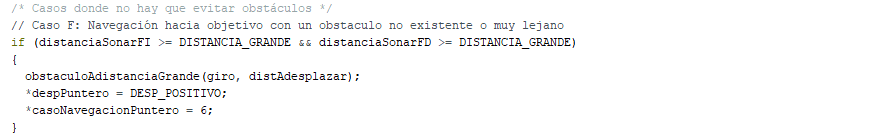 /* Casos donde no hay que evitar obstáculos */
// Caso F: Navegación hacia objetivo con un obstaculo no existente o muy lejano
if (distanciaSonarFI >= DISTANCIA_GRANDE && distanciaSonarFD >= DISTANCIA_GRANDE)
{
  obstaculoAdistanciaGrande(giro, distAdesplazar);
  *despPuntero = DESP_POSITIVO;
  *casoNavegacionPuntero = 6;
}